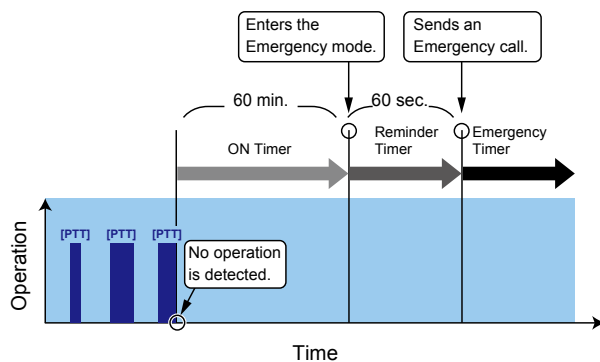 Enters the
Emergency mode.
Sends an
Emergency call.
60 min.
60 sec.
ON Timer
Reminder
Timer
Emergency
Timer
[PTT]
[PTT]
[PTT]
No operation
is detected.
Operation
Time